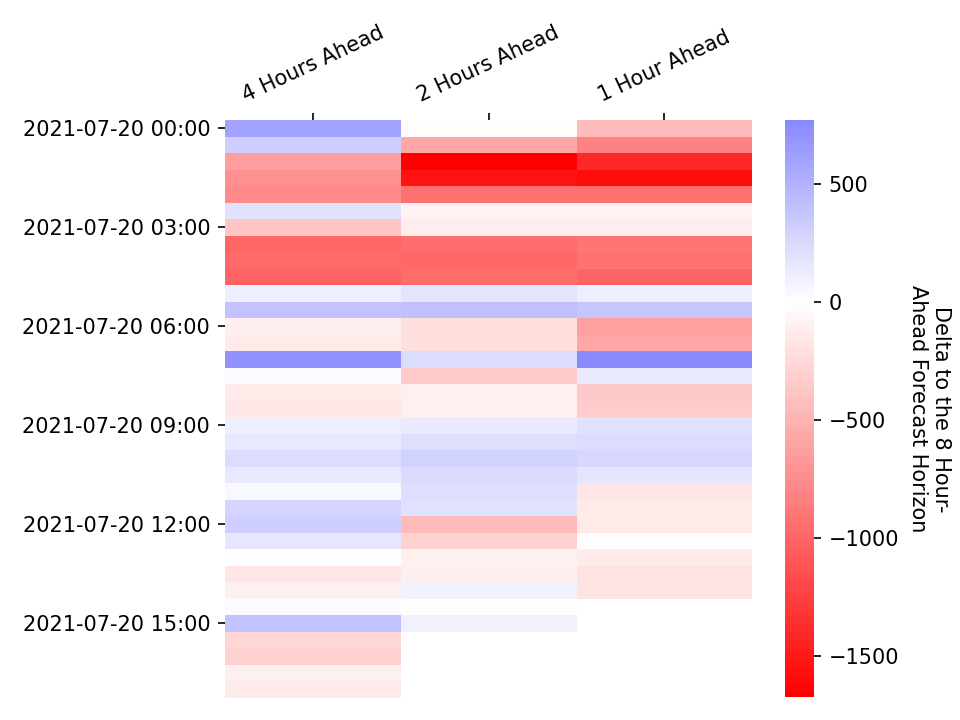 4 Hours Ahead
2 Hours Ahead
1 Hour Ahead
2021-07-20 00:00
2021-07-20 03:00
2021-07-20 06:00
2021-07-20 09:00
2021-07-20 12:00
2021-07-20 15:00
500
0
−500
−1000
−1500
Delta to the 8 Hour-
Ahead Forecast Horizon